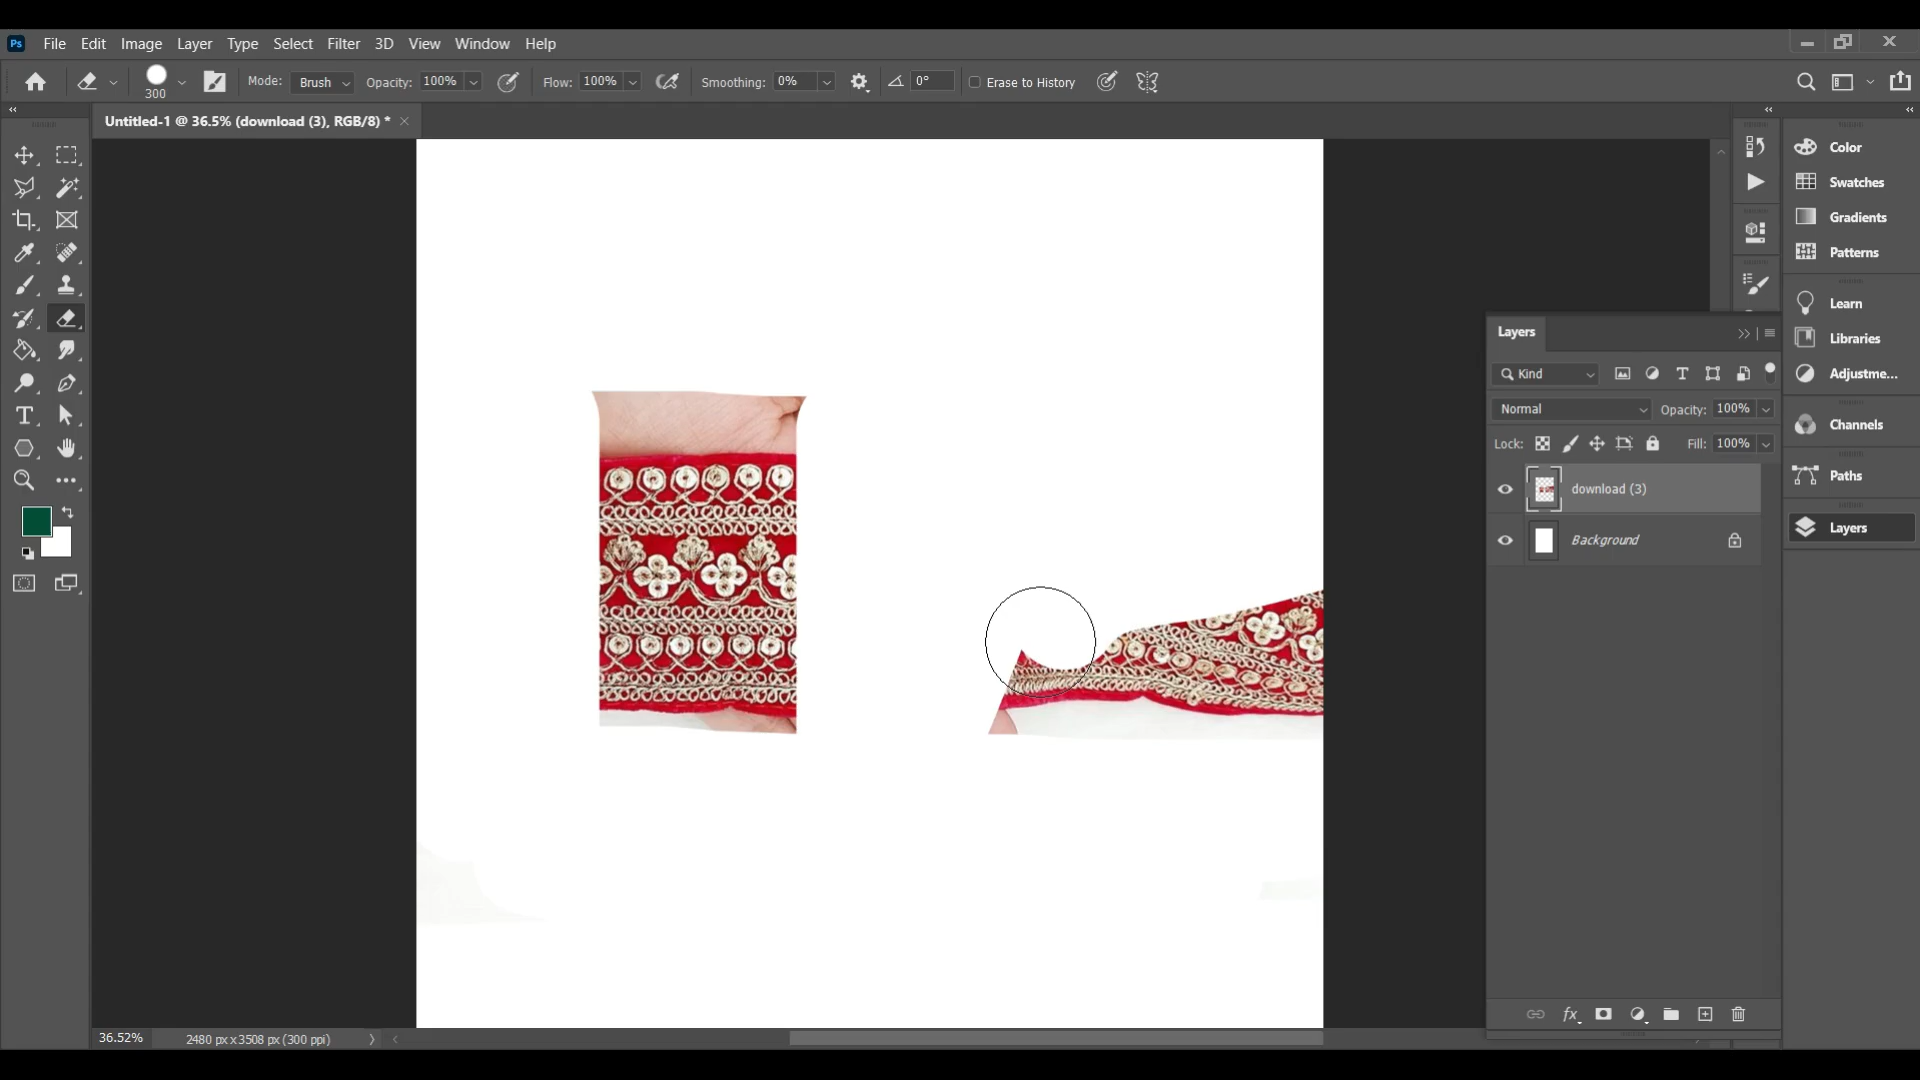 Ps File Edit Image Layer Type Select Filter 3D View Window Help
300 Mode: Brush Opacity: 100% Flow: 100% Smoothing: 0% 0° Erase to History
Untitled-1 @ 36.5% (download (3), RGB/8) *
Color
Swatches
Gradients
Patterns
Learn
Libraries
Adjustme...
Channels
Paths
Layers
Layers
Kind
Normal Opacity: 100%
Lock: Fill: 100%
download (3)
Background
fx
36.52% 2480 px x 3508 px (300 ppi)